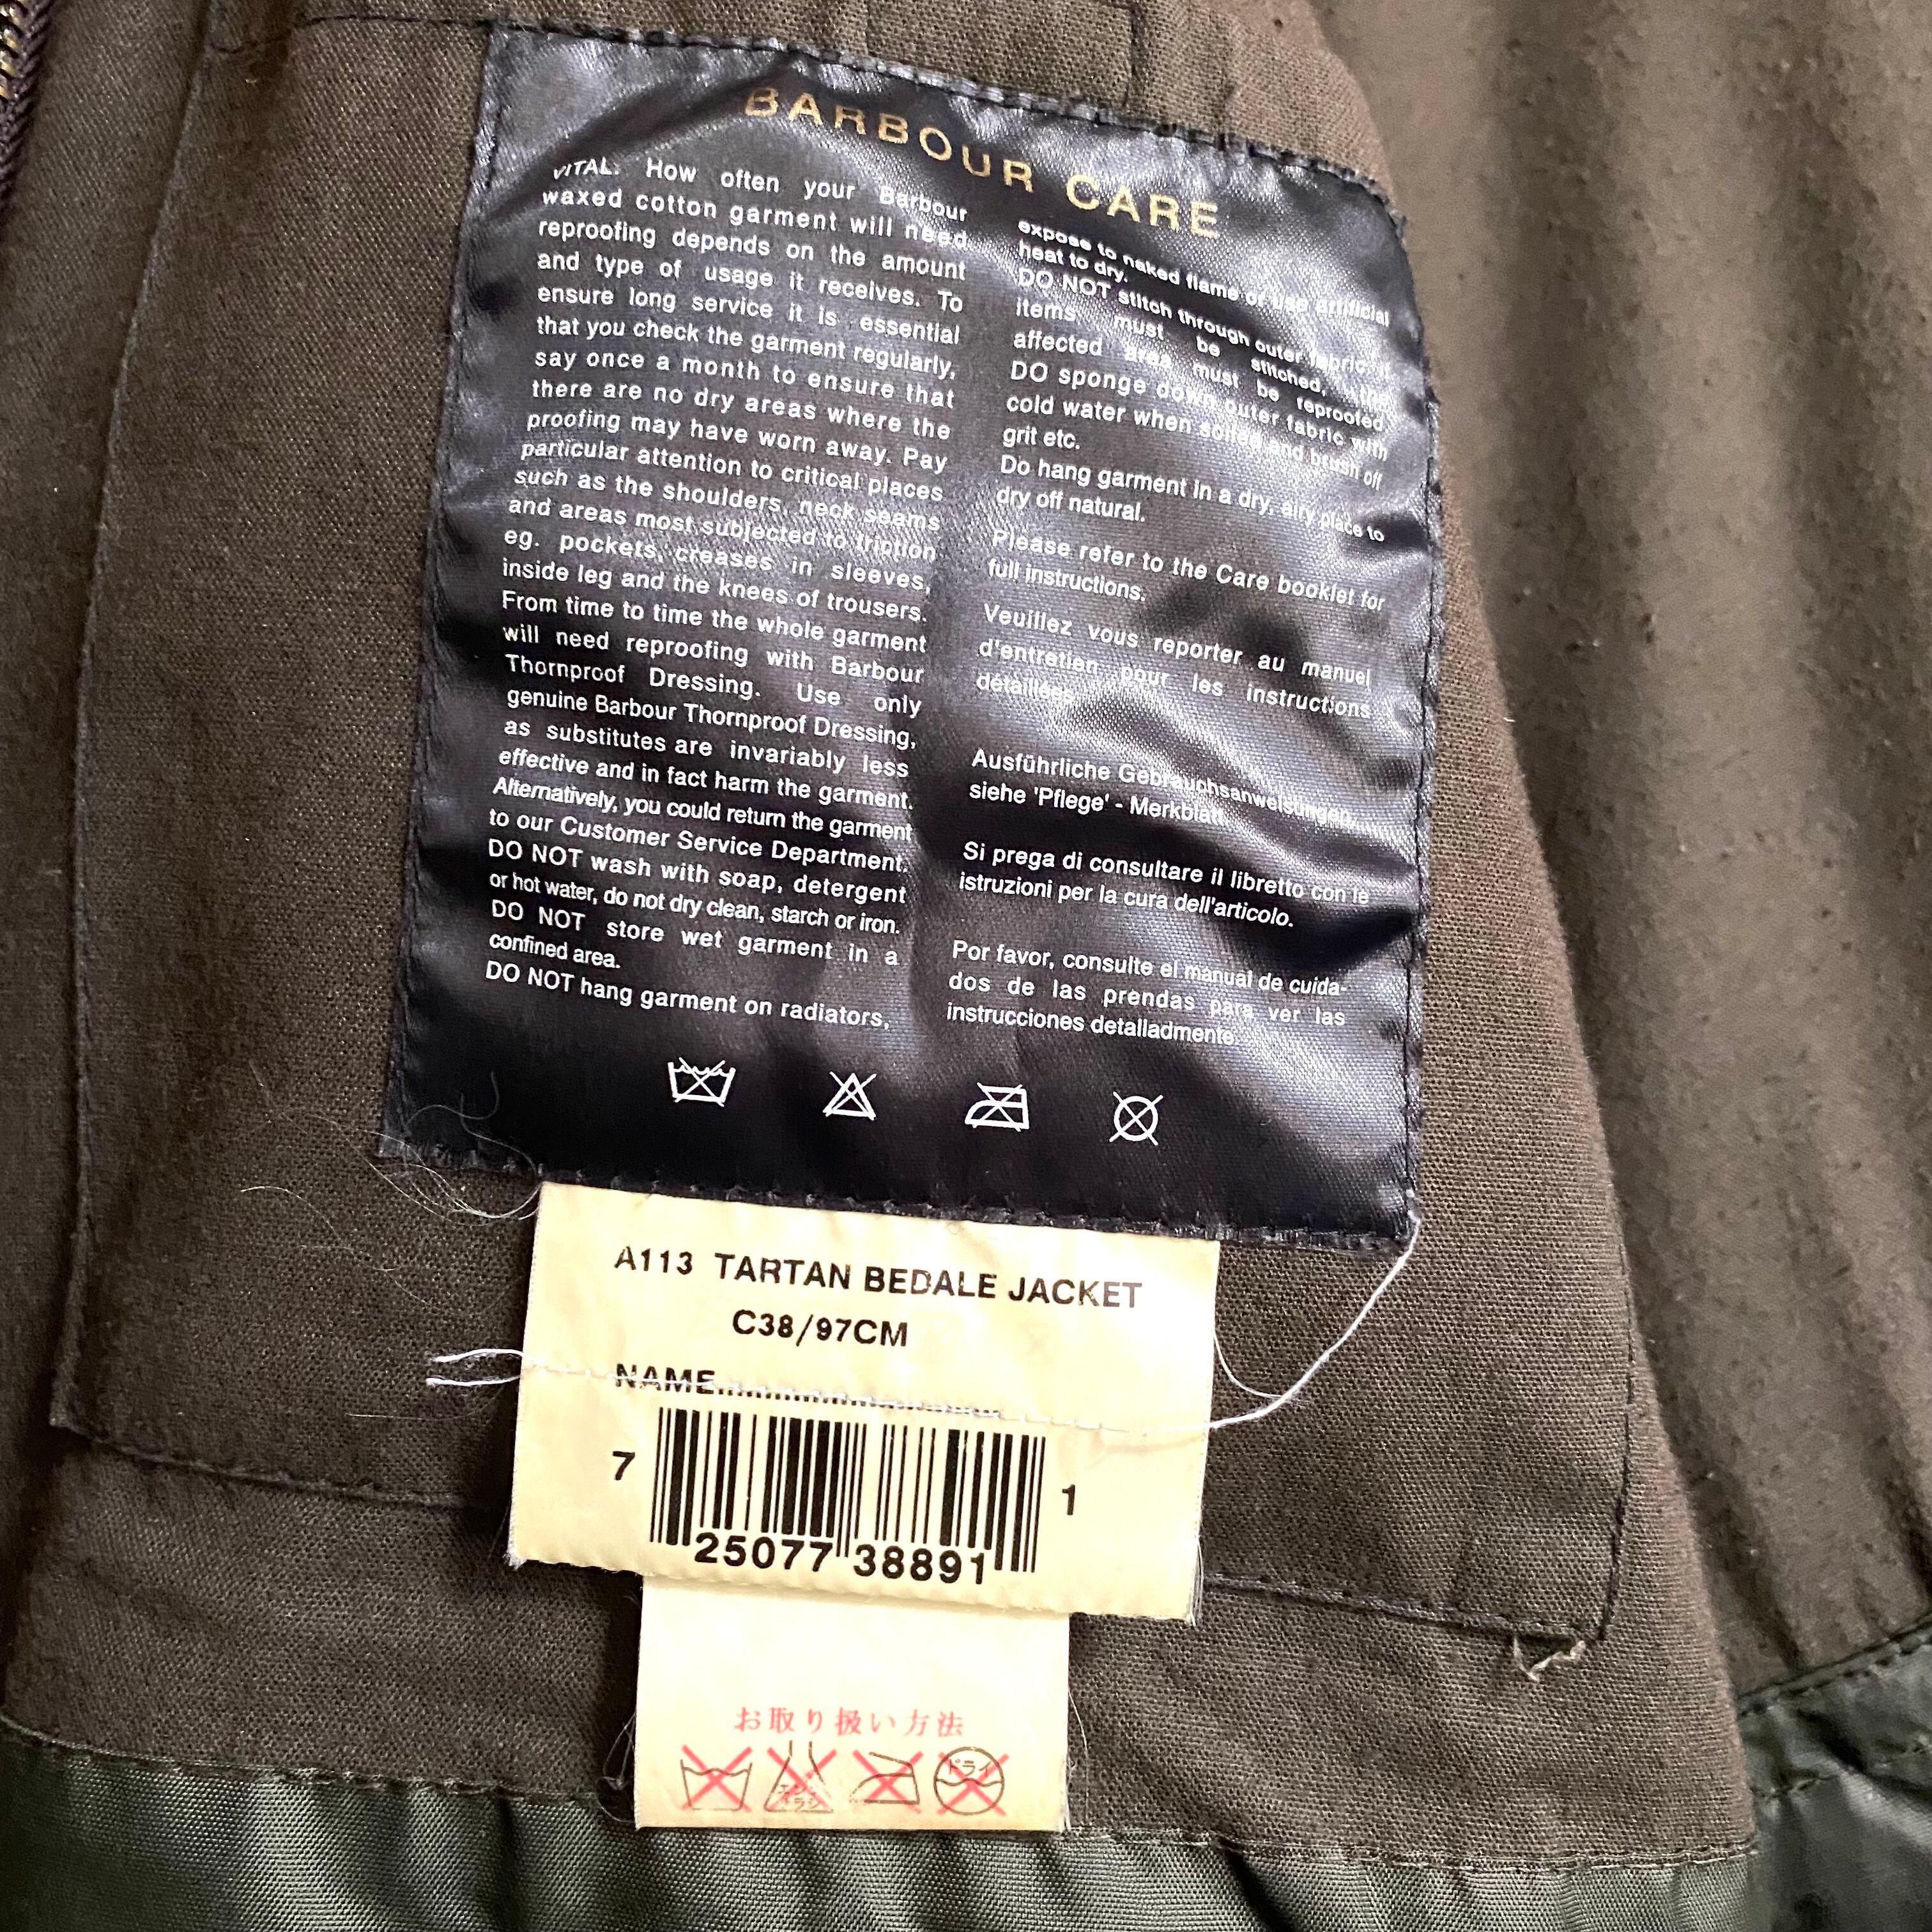 BARBOUR CARE
VITAL: How often your Barbour
waxed cotton garment will need
reproofing depends on the amount
and type of usage it receives. To
ensure long service it is essential
that you check the garment regularly,
say once a month to ensure that
there are no dry areas where the
proofing may have worn away. Pay
particular attention to critical places
such as the shoulders, neck seams
and areas most subjected to friction
eg. pockets, creases in sleeves,
inside leg and the knees of trousers.
From time to time the whole garment
will need reproofing with Barbour
Thornproof Dressing. Use only
genuine Barbour Thornproof Dressing,
as substitutes are invariably less
effective and in fact harm the garment.
Alternatively, you could return the garment
to our Customer Service Department.
DO NOT wash with soap, detergent
or hot water, do not dry clean, starch or iron.
DO NOT store wet garment in a
confined area.
DO NOT hang garment on radiators,
expose to naked flame or use artificial
heat to dry.
DO NOT stitch through outer fabric. If
items must be stitched, the
affected area must be reproofed.
DO sponge down outer fabric with
cold water when soiled and brush off
grit etc.
Do hang garment in a dry, airy place to
dry off natural.
Please refer to the Care booklet for
full instructions.
Veuillez vous reporter au manuel
d'entretien pour les instructions
détaillées.
Ausführliche Gebrauchsanweisungen,
siehe 'Pflege' - Merkblatt
Si prega di consultare il libretto con le
istruzioni per la cura dell'articolo.
Por favor, consulte el manual de cuida-
dos de las prendas para ver las
instrucciones detalladmente.
A113 TARTAN BEDALE JACKET
C38/97CM
NAME
7 25077 38891 1
お取り扱い方法
エンソ ドライ
サラシ